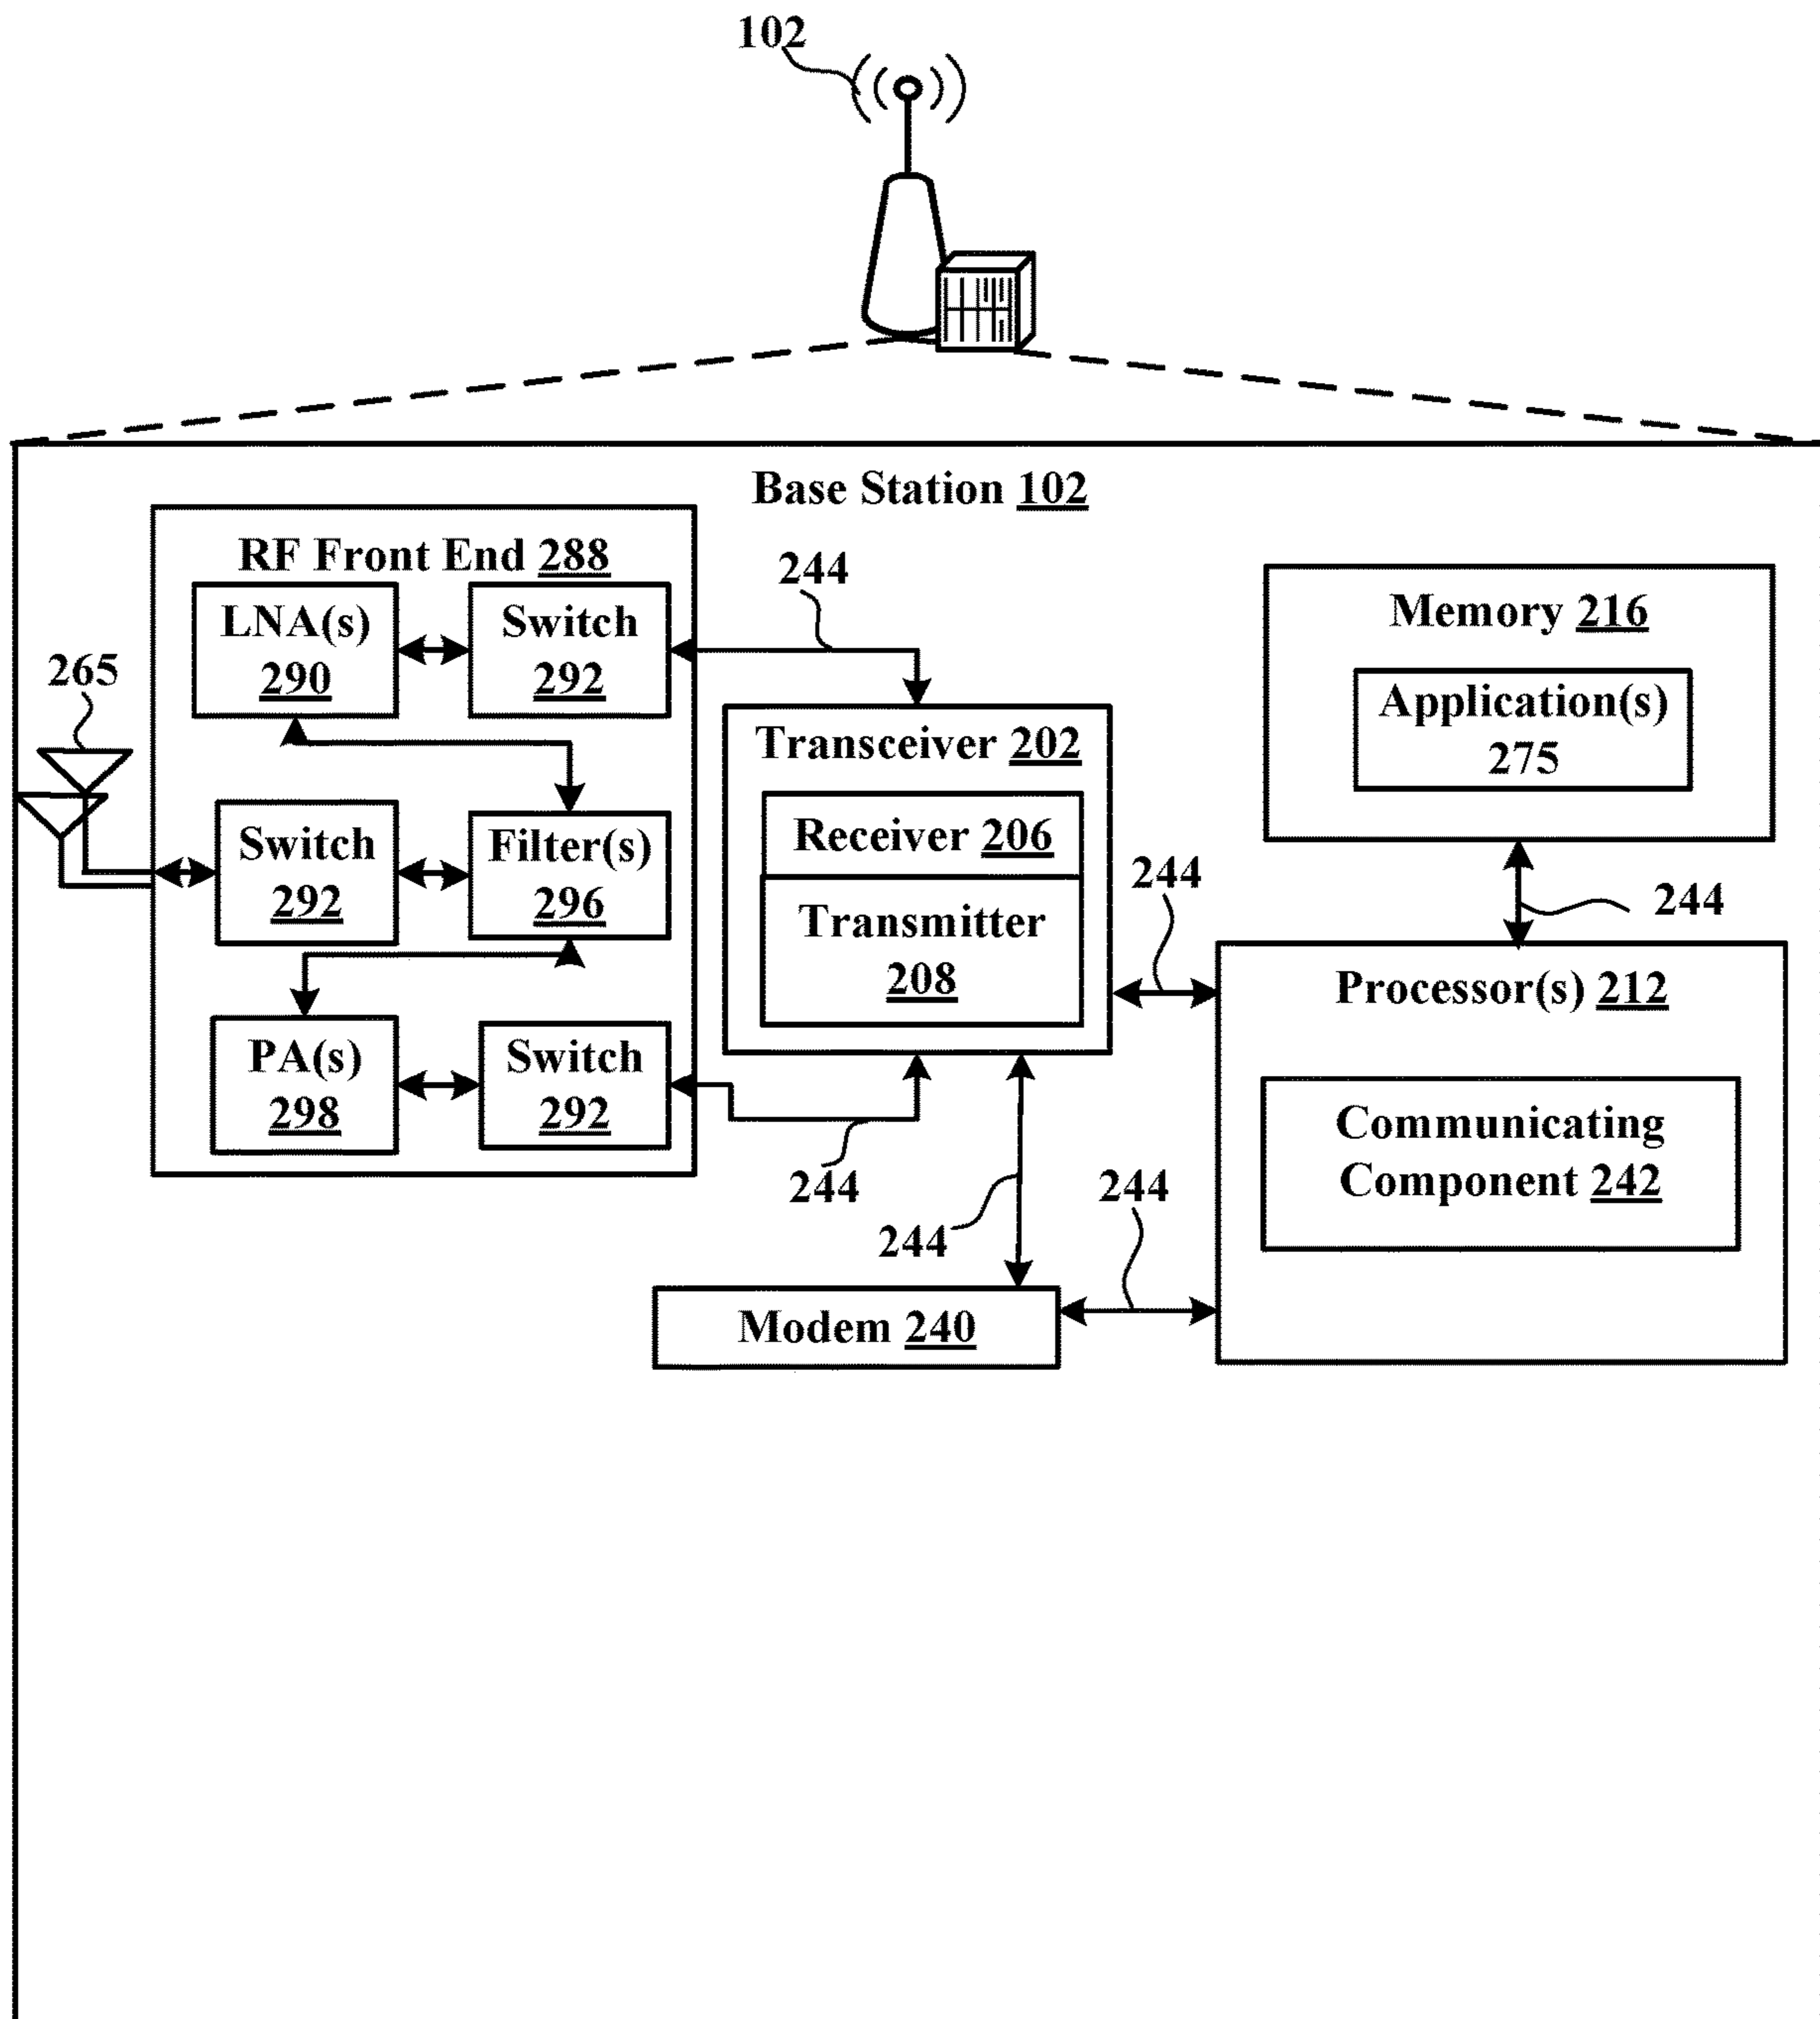 102
Base Station 102
RF Front End 288
LNA(s)
290
Switch
292
244
265
Switch
292
Filter(s)
296
PA(s)
298
Switch
292
244
Transceiver 202
Receiver 206
Transmitter
208
244
244
Modem 240
244
Memory 216
Application(s)
275
244
Processor(s) 212
Communicating
Component 242